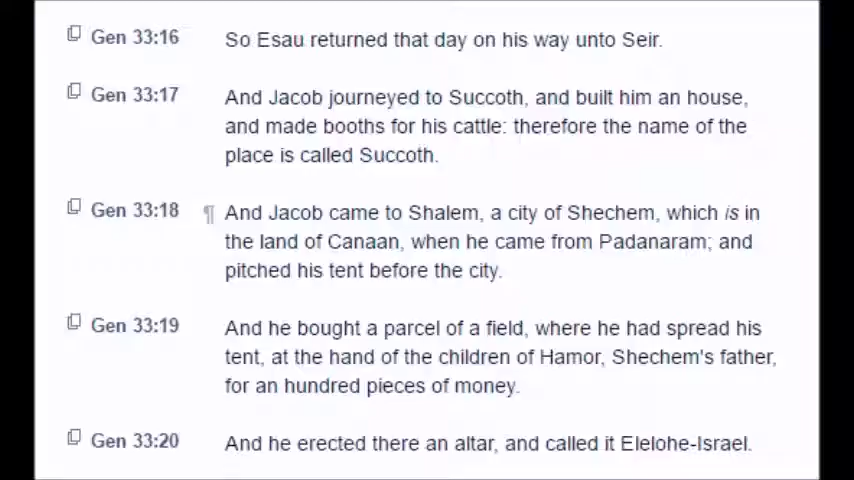 Gen 33:16 So Esau returned that day on his way unto Seir.
Gen 33:17 And Jacob journeyed to Succoth, and built him an house,
and made booths for his cattle: therefore the name of the
place is called Succoth.
Gen 33:18 ¶ And Jacob came to Shalem, a city of Shechem, which is in
the land of Canaan, when he came from Padanaram; and
pitched his tent before the city.
Gen 33:19 And he bought a parcel of a field, where he had spread his
tent, at the hand of the children of Hamor, Shechem's father,
for an hundred pieces of money.
Gen 33:20 And he erected there an altar, and called it Elelohe-Israel.